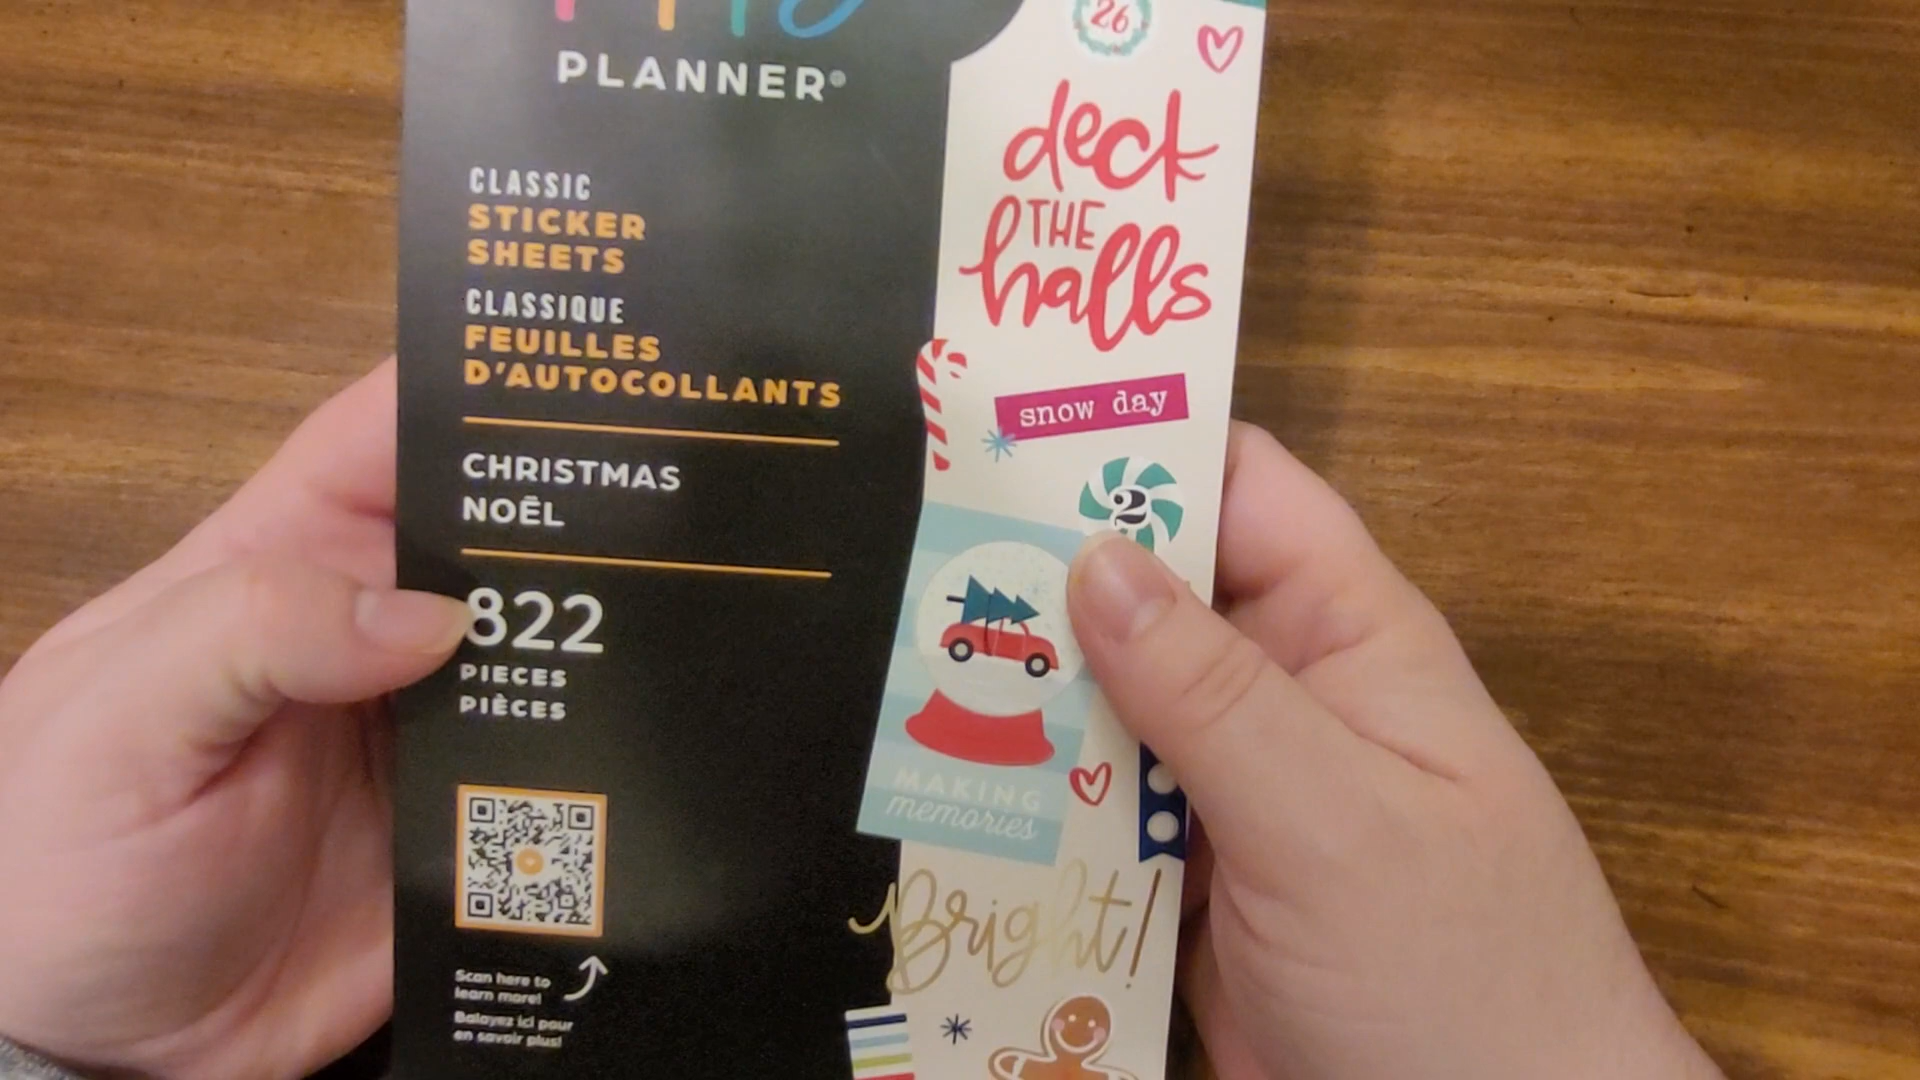 PLANNER®
CLASSIC
STICKER
SHEETS
CLASSIQUE
FEUILLES
D'AUTOCOLLANTS
CHRISTMAS
NOËL
822
PIECES
PIÈCES
Scan here to
learn more!
Balayez ici pour
en savoir plus!
26
deck
THE
halls
snow day
2
MAKING
memories
Bright!